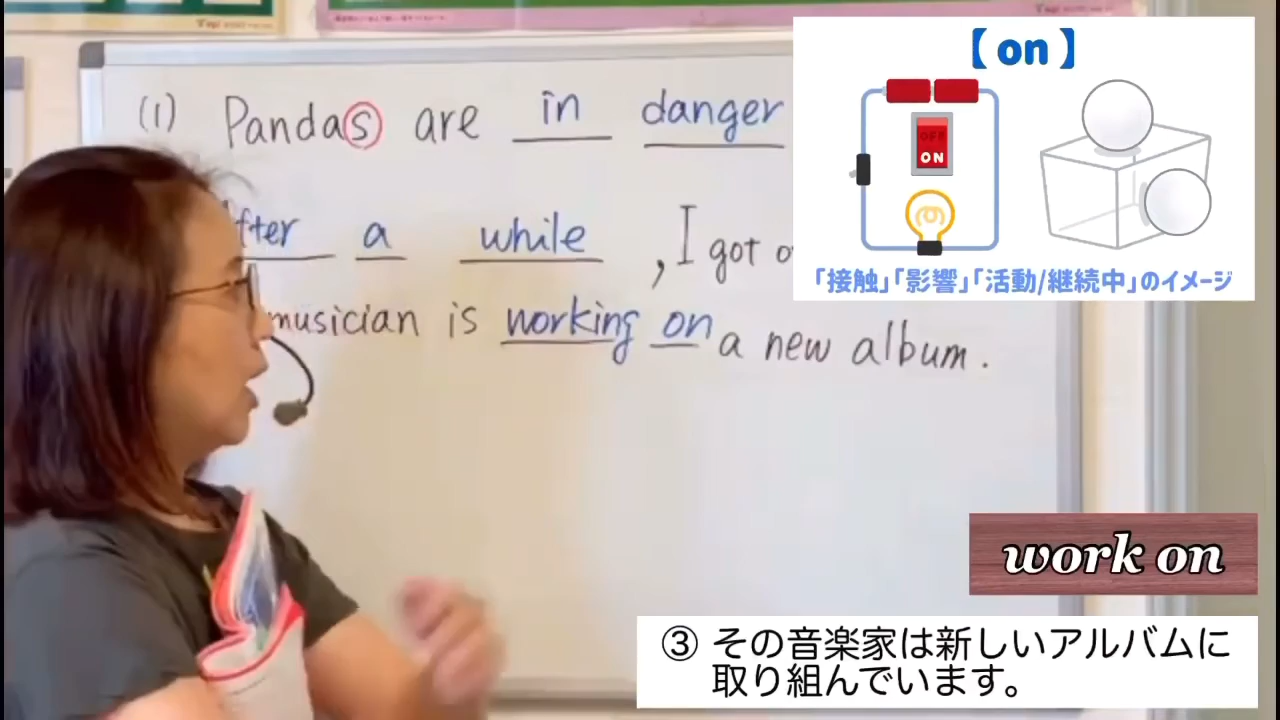 (1) Pandas are in danger
fter a while , I got o
musician is working on a new album.
【on】
OFF
ON
「接触」「影響」「活動/継続中」のイメージ
work on
③ その音楽家は新しいアルバムに
取り組んでいます。